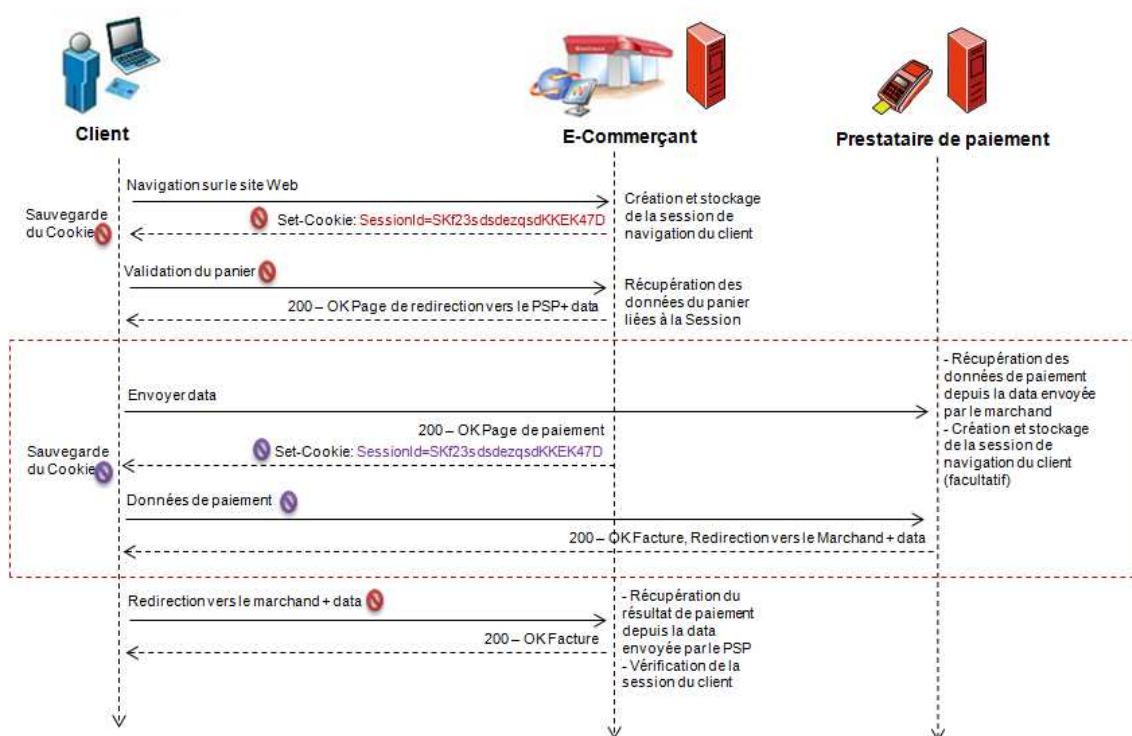 Client
E-Commerçant
Prestataire de paiement
Navigation sur le site Web
Sauvegarde
du Cookie
Set-Cookie: SessionId=SKf23sdsdezqsdKKEK47D
Création et stockage
de la session de
navigation du client
Validation du panier
200 – OK Page de redirection vers le PSP+ data
Récupération des
données du panier
liées à la Session
Envoyer data
- Récupération des
données de paiement
depuis la data envoyée
par le marchand
- Création et stockage
de la session de
navigation du client
(facultatif)
200 – OK Page de paiement
Sauvegarde
du Cookie
Set-Cookie: SessionId=SKf23sdsdezqsdKKEK47D
Données de paiement
200 – OK Facture, Redirection vers le Marchand + data
Redirection vers le marchand + data
200 – OK Facture
- Récupération du
résultat de paiement
depuis la data
envoyée par le PSP
- Vérification de la
session du client